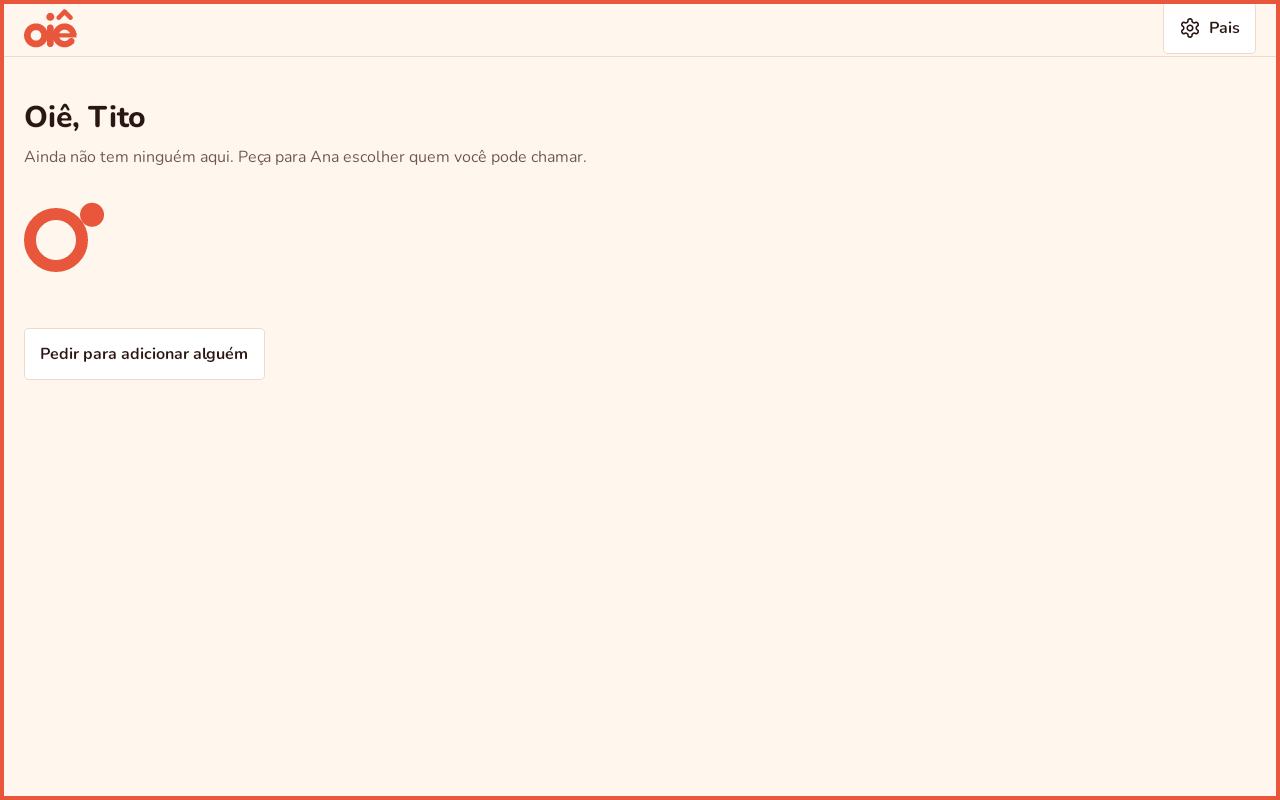 oiê
Pais
Oiê, Tito
Ainda não tem ninguém aqui. Peça para Ana escolher quem você pode chamar.
Pedir para adicionar alguém